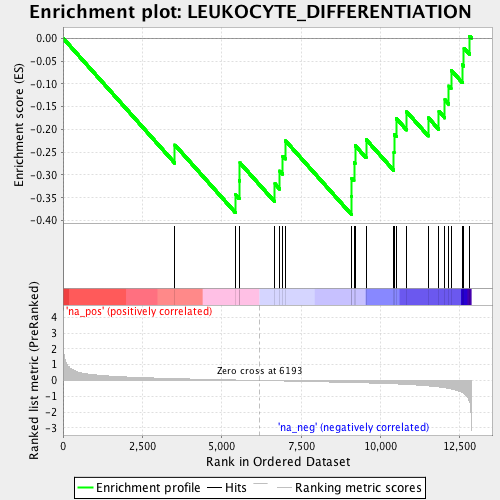 Enrichment plot: LEUKOCYTE_DIFFERENTIATION
Enrichment score (ES)
0.00
-0.05
-0.10
-0.15
-0.20
-0.25
-0.30
-0.35
-0.40
'na_pos' (positively correlated)
Ranked list metric (PreRanked)
4
3
2
1
0
-1
-2
-3
Zero cross at 6193
'na_neg' (negatively correlated)
0
2,500
5,000
7,500
10,000
12,500
Rank in Ordered Dataset
Enrichment profile
Hits
Ranking metric scores